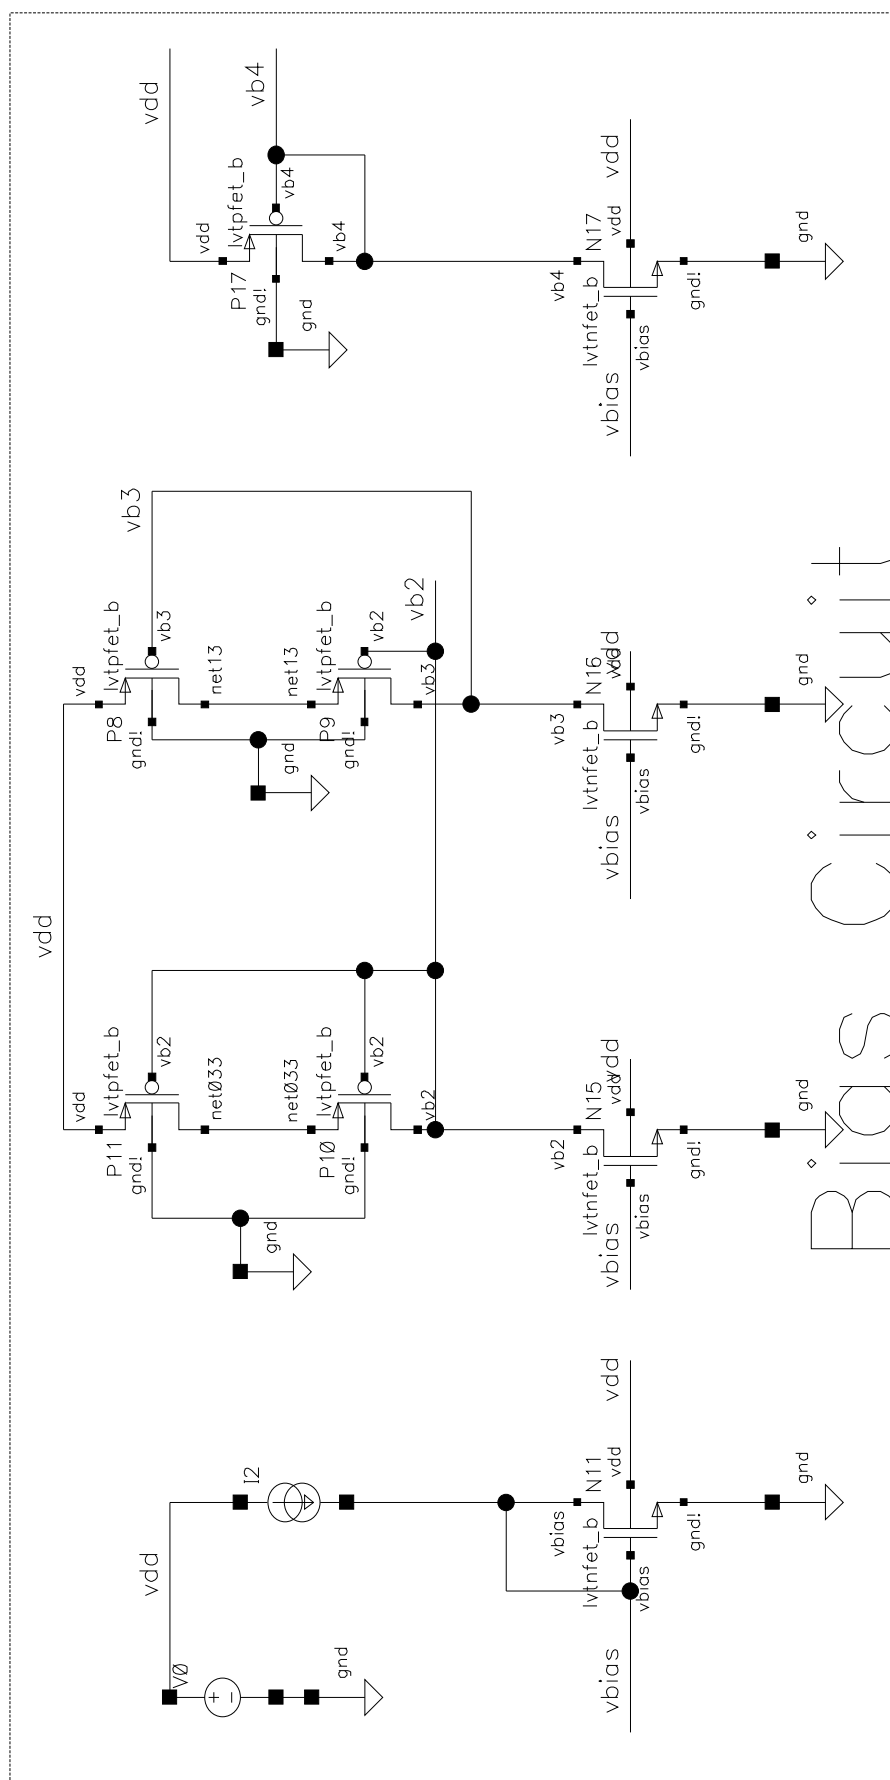 vdd
vb4
vdd
lvtpfet_b
vb4
vb4
P17
gnd!
gnd
vdd
N17
vdd
vb4
lvtnfet_b
vbias
gnd!
gnd
vbias
vb3
vdd
lvtpfet_b
vb3
net13
P8
gnd!
net13
lvtpfet_b
vb2
vb2
vb3
P9
gnd!
gnd
vdd
N16
vdd
vb3
lvtnfet_b
vbias
gnd!
gnd
vbias
vdd
vdd
lvtpfet_b
vb2
net033
P11
gnd!
net033
lvtpfet_b
vb2
vb2
P10
gnd!
gnd
vdd
N15
vdd
vb2
lvtnfet_b
vbias
gnd!
gnd
vbias
vdd
I2
V0
gnd
vdd
N11
vdd
vbias
lvtnfet_b
vbias
gnd!
gnd
vbias
Bias Circuit